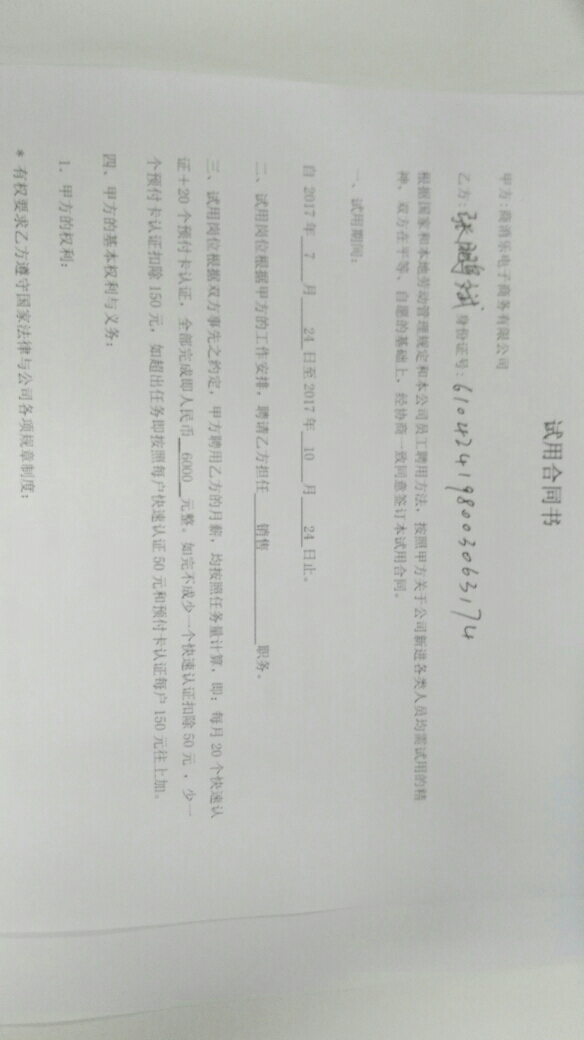 试用合同书
甲方:商酒乐电子商务有限公司
乙方:张鹏斌 身份证号:610424198003063174
根据国家和本地劳动管理规定和本公司员工聘用方法,按照甲方关于公司新进各类人员均需试用的精
神,双方在平等、自愿的基础上,经协商一致同意签订本试用合同。
一、试用期间:
自 2017 年 7 月 24 日至 2017 年 10 月 24 日止。
二、试用岗位根据甲方的工作安排,聘请乙方担任 销售 职务。
三、试用岗位根据双方事先之约定,甲方聘用乙方的月薪,均按照任务量计算,即:每月 20 个快速认
证+20 个预付卡认证,全部完成即人民币 6000 元整。如完不成少一个快速认证扣除 50 元,少一
个预付卡认证扣除 150 元,如超出任务即按照每户快速认证 50 元和预付卡认证每户 150 元往上加。
四、甲方的基本权利与义务:
1、甲方的权利:
* 有权要求乙方遵守国家法律与公司各项规章制度;